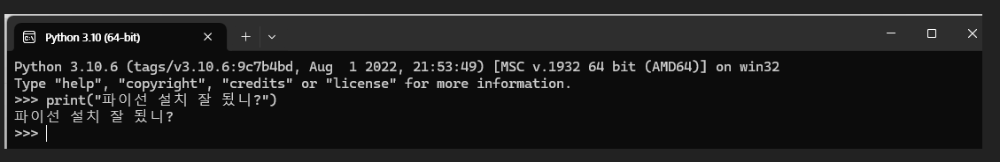 Python 3.10 (64-bit)
Python 3.10.6 (tags/v3.10.6:9c7b4bd, Aug  1 2022, 21:53:49) [MSC v.1932 64 bit (AMD64)] on win32
Type "help", "copyright", "credits" or "license" for more information.
>>> print("파이선 설치 잘 됬니?")
파이선 설치 잘 됬니?
>>>